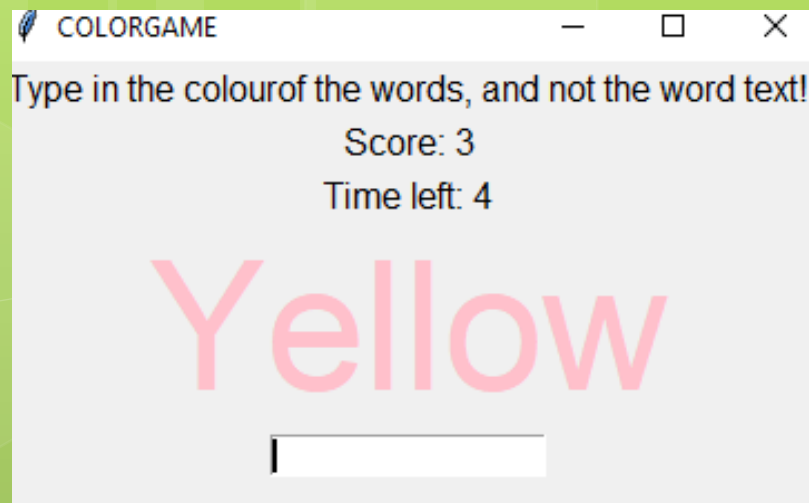 COLORGAME
Type in the colourof the words, and not the word text!
Score: 3
Time left: 4
Yellow